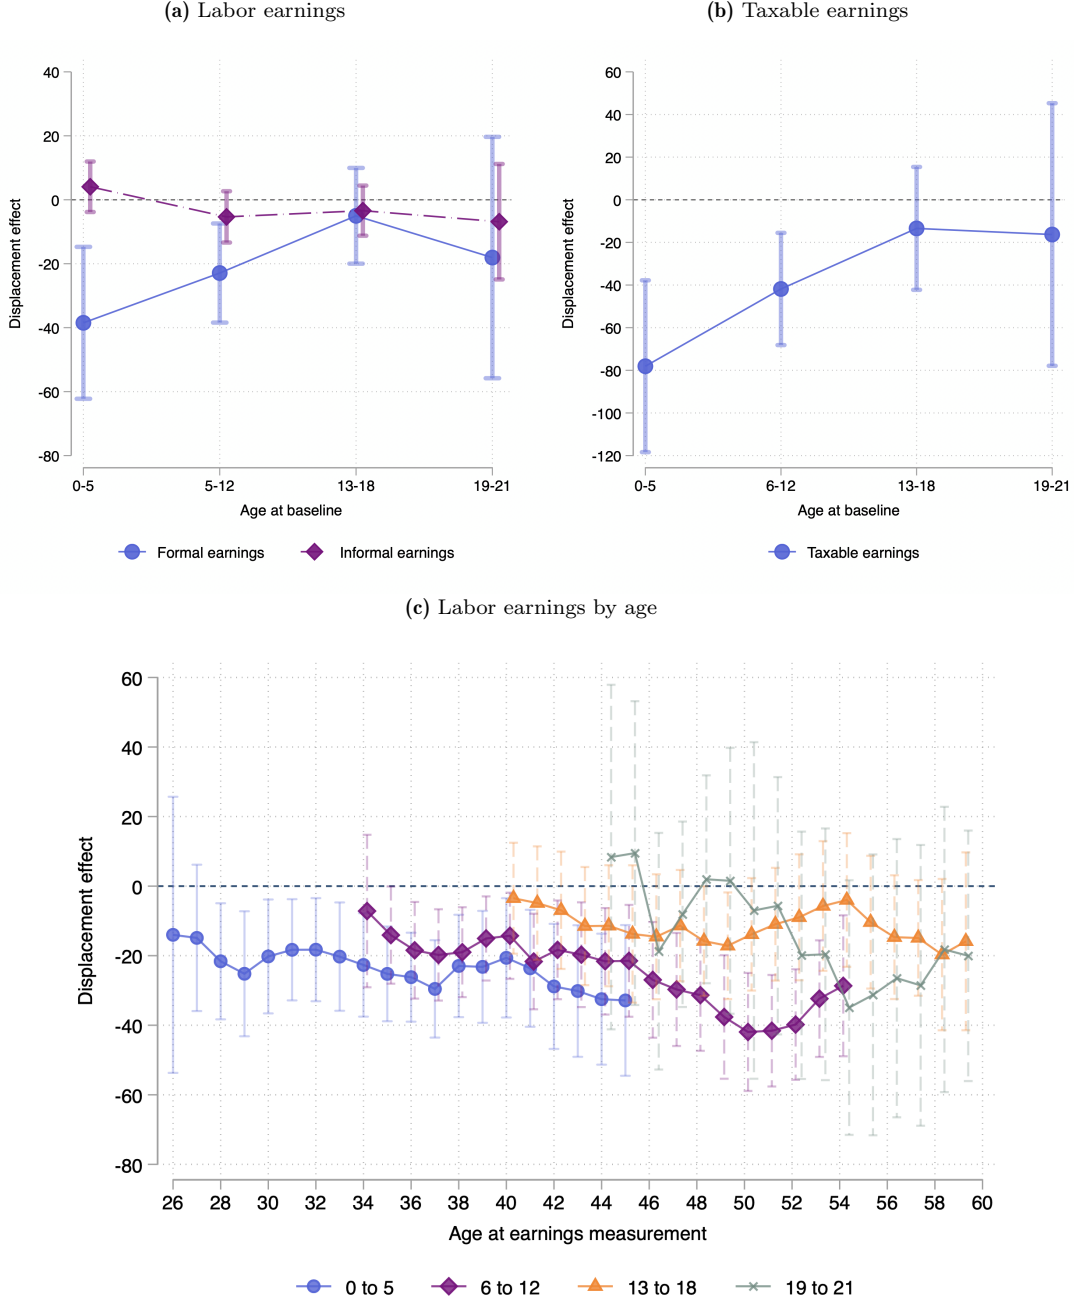 (a) Labor earnings
40
20
0
-20
-40
-60
-80
Displacement effect
0-5 5-12 13-18 19-21
Age at baseline
Formal earnings Informal earnings
(b) Taxable earnings
60
40
20
0
-20
-40
-60
-80
-100
-120
Displacement effect
0-5 6-12 13-18 19-21
Age at baseline
Taxable earnings
(c) Labor earnings by age
60
40
20
0
-20
-40
-60
-80
Displacement effect
26 28 30 32 34 36 38 40 42 44 46 48 50 52 54 56 58 60
Age at earnings measurement
0 to 5 6 to 12 13 to 18 19 to 21